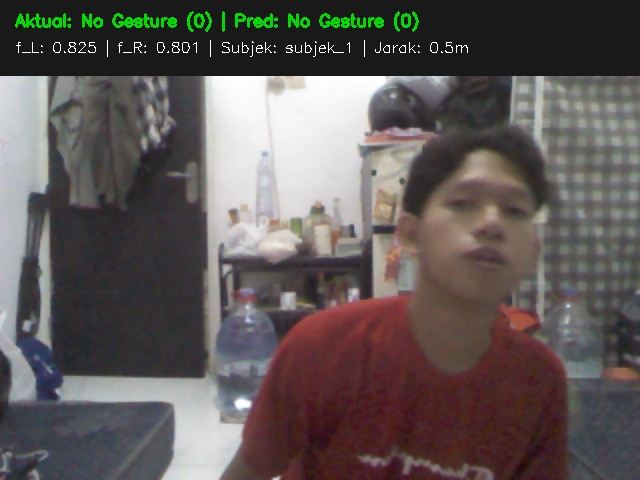 Aktual: No Gesture (0) | Pred: No Gesture (0)
f_L: 0.825 | f_R: 0.801 | Subjek: subjek_1 | Jarak: 0.5m